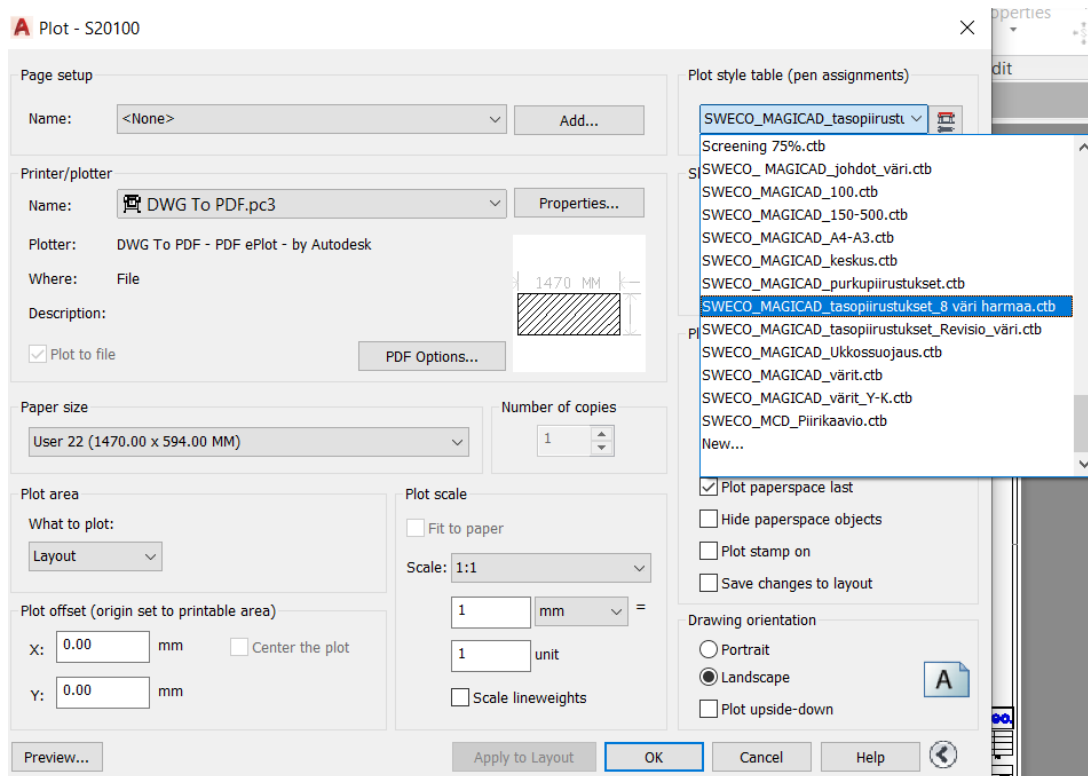 Plot - S20100
operties
dit
Page setup
Name:
<None>
Add...
Printer/plotter
Name:
DWG To PDF.pc3
Properties...
Plotter:
DWG To PDF - PDF ePlot - by Autodesk
Where:
File
Description:
Plot to file
PDF Options...
1470 MM
Paper size
User 22 (1470.00 x 594.00 MM)
Number of copies
1
Plot area
What to plot:
Layout
Plot scale
Fit to paper
Scale:
1:1
1
mm
=
1
unit
Scale lineweights
Plot offset (origin set to printable area)
X:
0.00
mm
Center the plot
Y:
0.00
mm
Plot style table (pen assignments)
SWECO_MAGICAD_tasopiirustu
Screening 75%.ctb
SWECO_ MAGICAD_johdot_väri.ctb
SWECO_MAGICAD_100.ctb
SWECO_MAGICAD_150-500.ctb
SWECO_MAGICAD_A4-A3.ctb
SWECO_MAGICAD_keskus.ctb
SWECO_MAGICAD_purkupiirustukset.ctb
SWECO_MAGICAD_tasopiirustukset_8 väri harmaa.ctb
SWECO_MAGICAD_tasopiirustukset_Revisio_väri.ctb
SWECO_MAGICAD_Ukkossuojaus.ctb
SWECO_MAGICAD_värit.ctb
SWECO_MAGICAD_värit_Y-K.ctb
SWECO_MCD_Piirikaavio.ctb
New...
Plot paperspace last
Hide paperspace objects
Plot stamp on
Save changes to layout
Drawing orientation
Portrait
Landscape
Plot upside-down
A
Preview...
Apply to Layout
OK
Cancel
Help